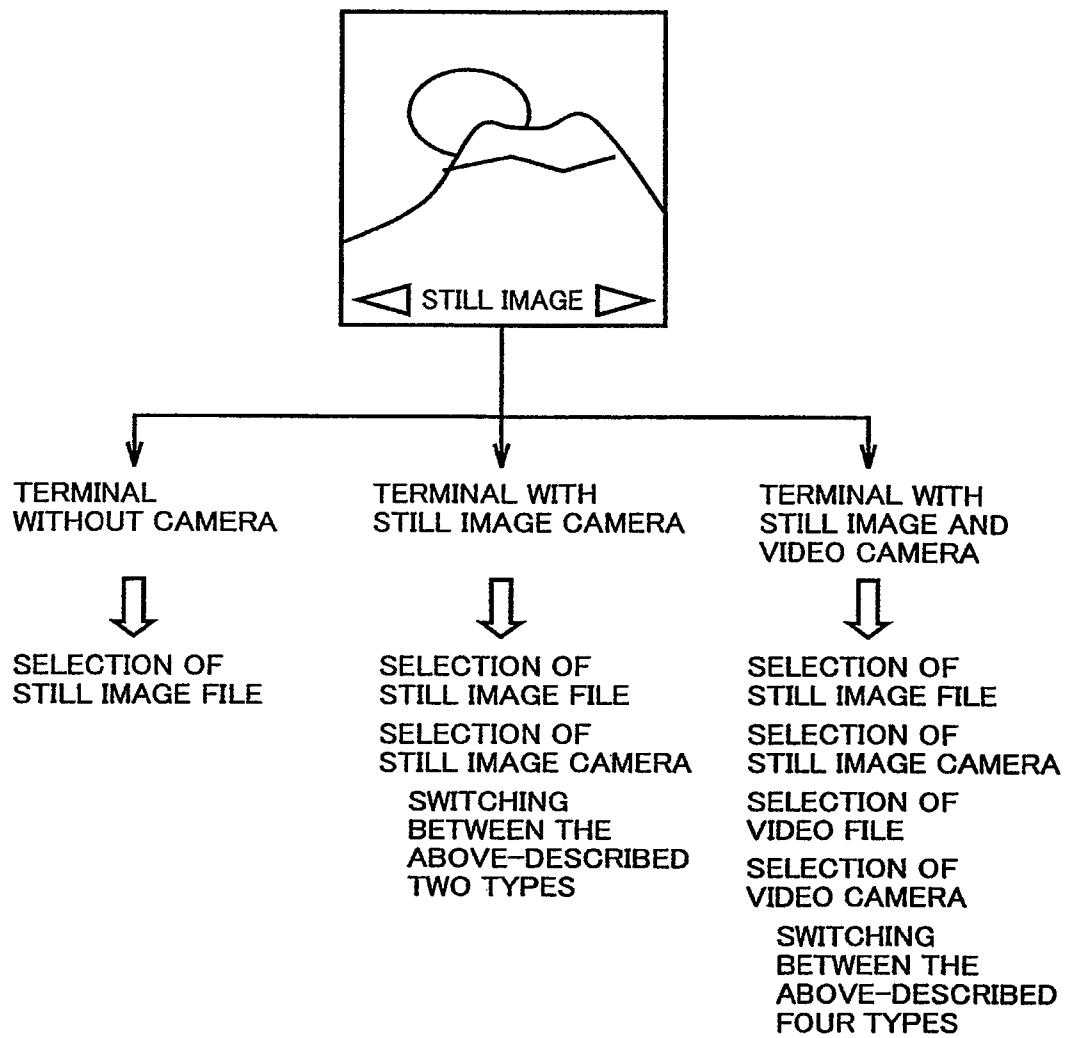 STILL IMAGE
TERMINAL
WITHOUT CAMERA
SELECTION OF
STILL IMAGE FILE
TERMINAL WITH
STILL IMAGE CAMERA
SELECTION OF
STILL IMAGE FILE
SELECTION OF
STILL IMAGE CAMERA
SWITCHING
BETWEEN THE
ABOVE-DESCRIBED
TWO TYPES
TERMINAL WITH
STILL IMAGE AND
VIDEO CAMERA
SELECTION OF
STILL IMAGE FILE
SELECTION OF
STILL IMAGE CAMERA
SELECTION OF
VIDEO FILE
SELECTION OF
VIDEO CAMERA
SWITCHING
BETWEEN THE
ABOVE-DESCRIBED
FOUR TYPES